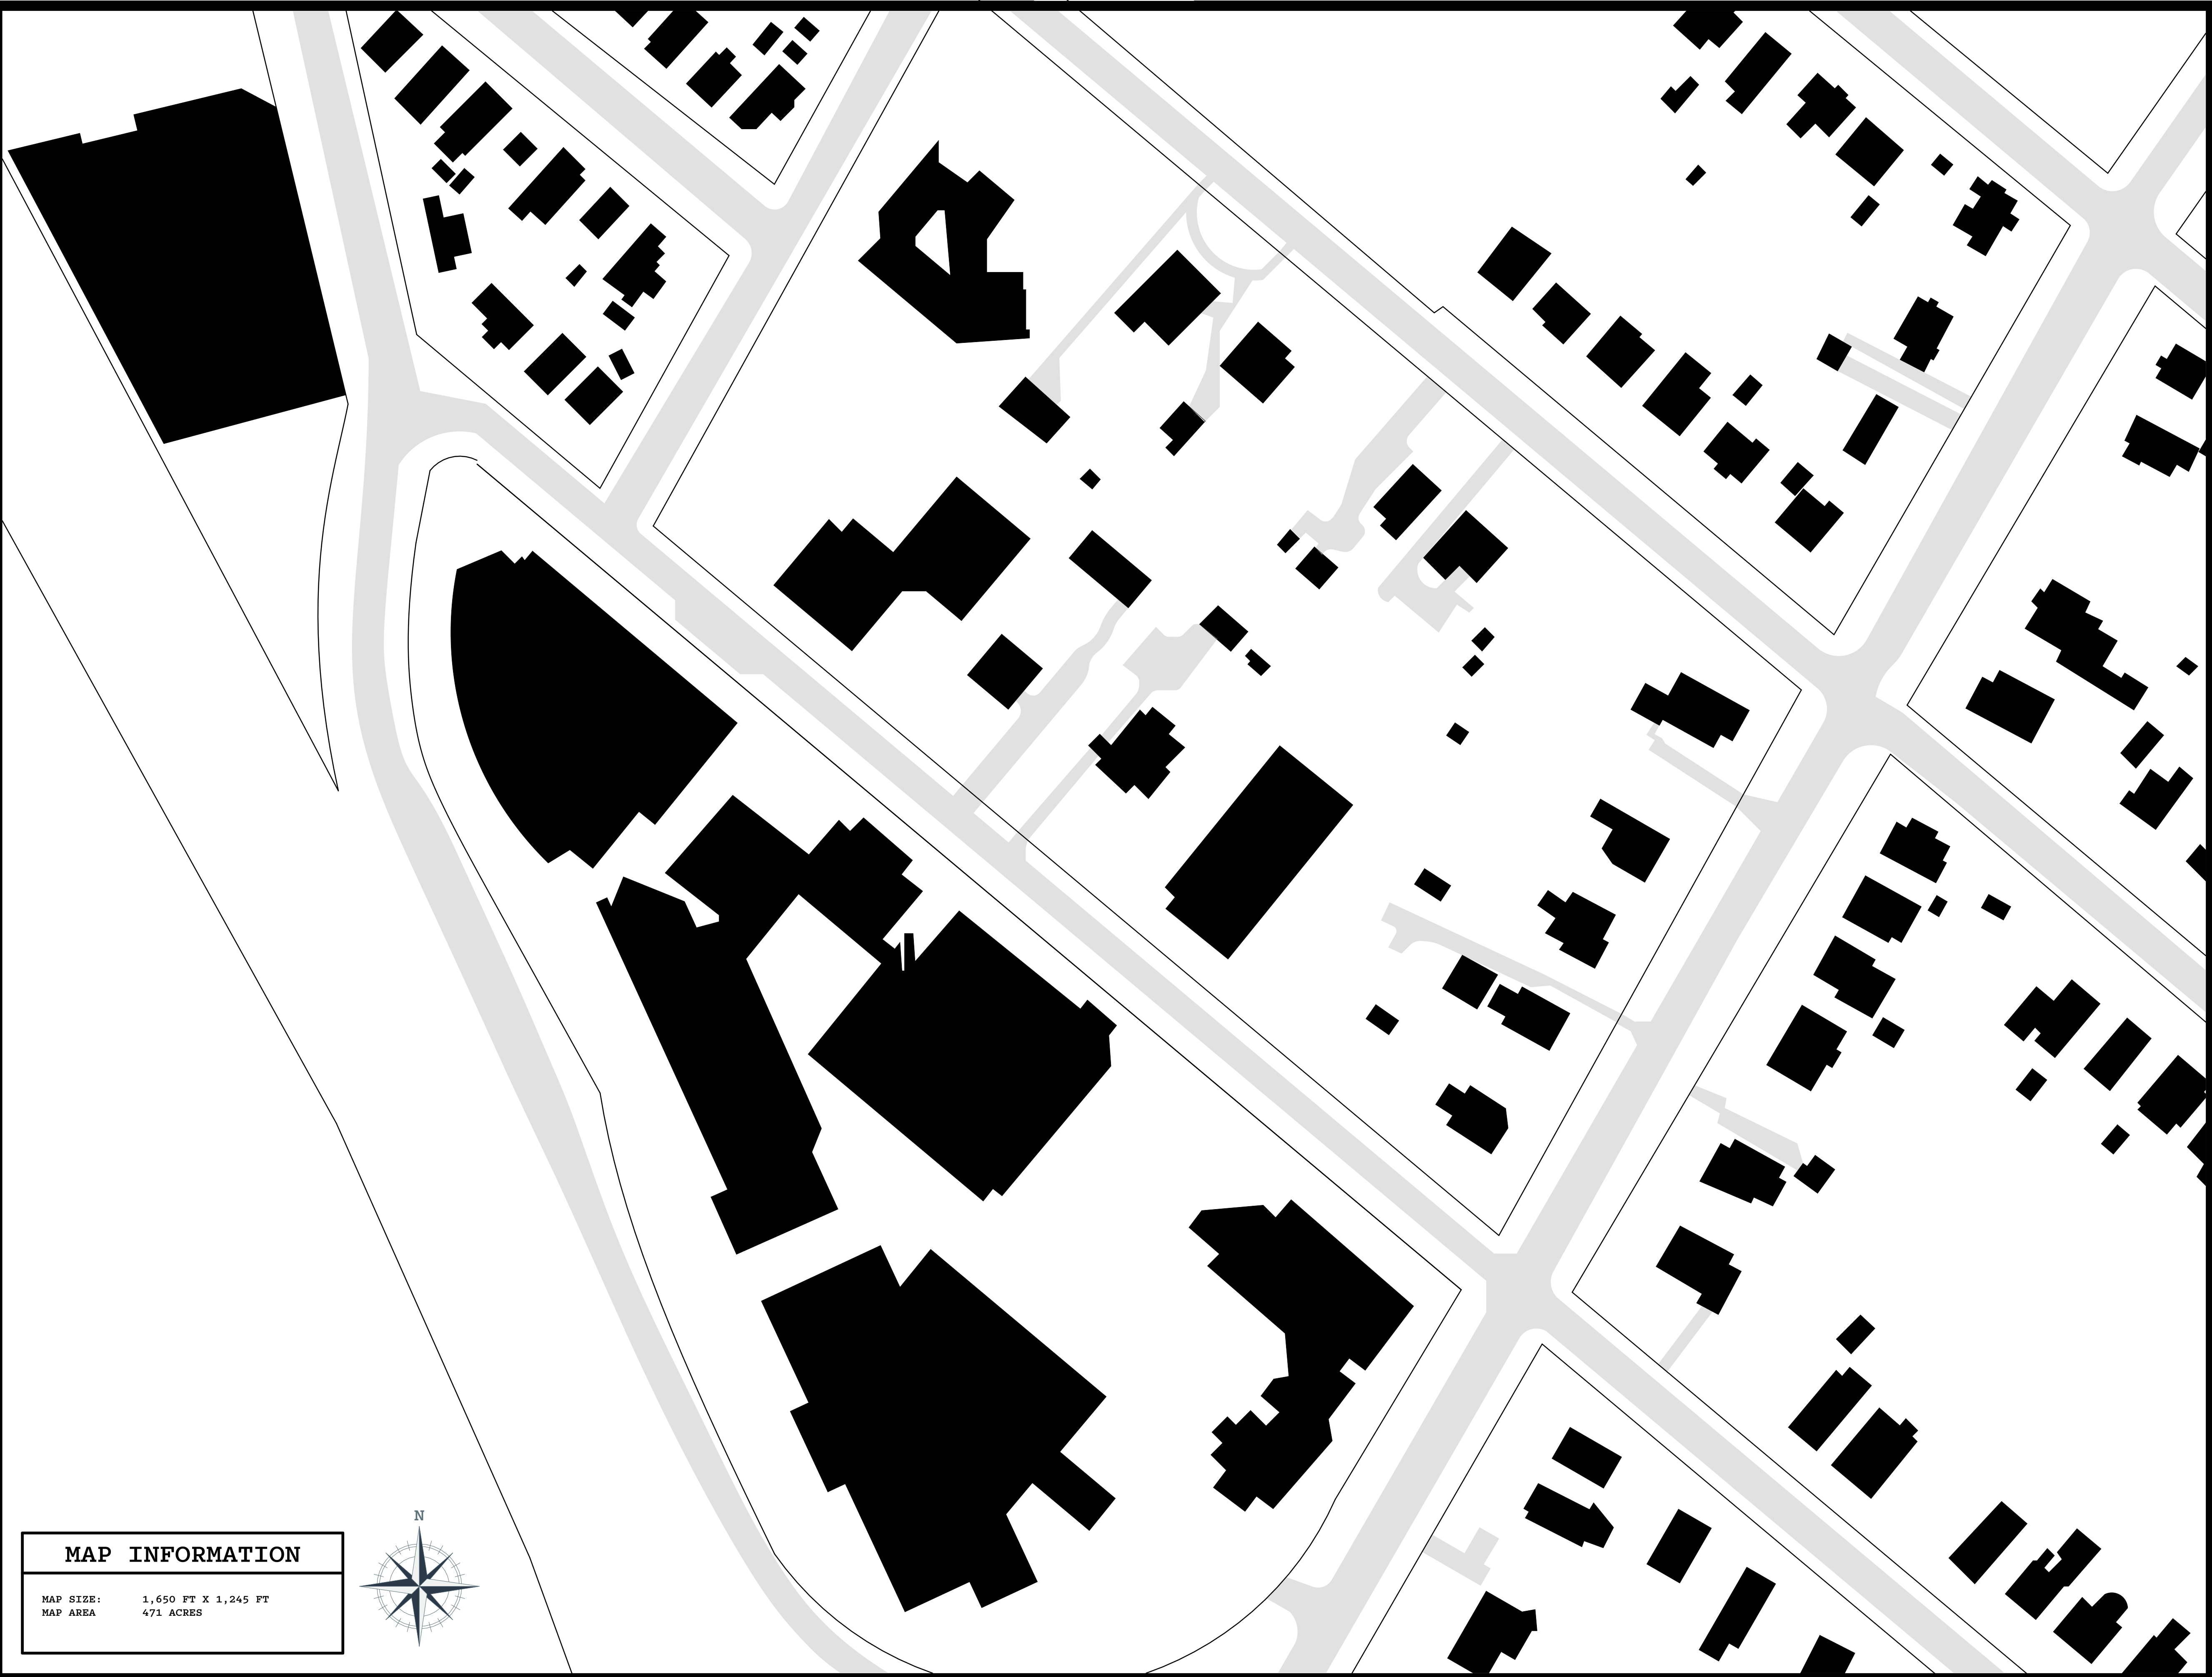 N
MAP INFORMATION
MAP SIZE: 1,650 FT X 1,245 FT
MAP AREA 471 ACRES